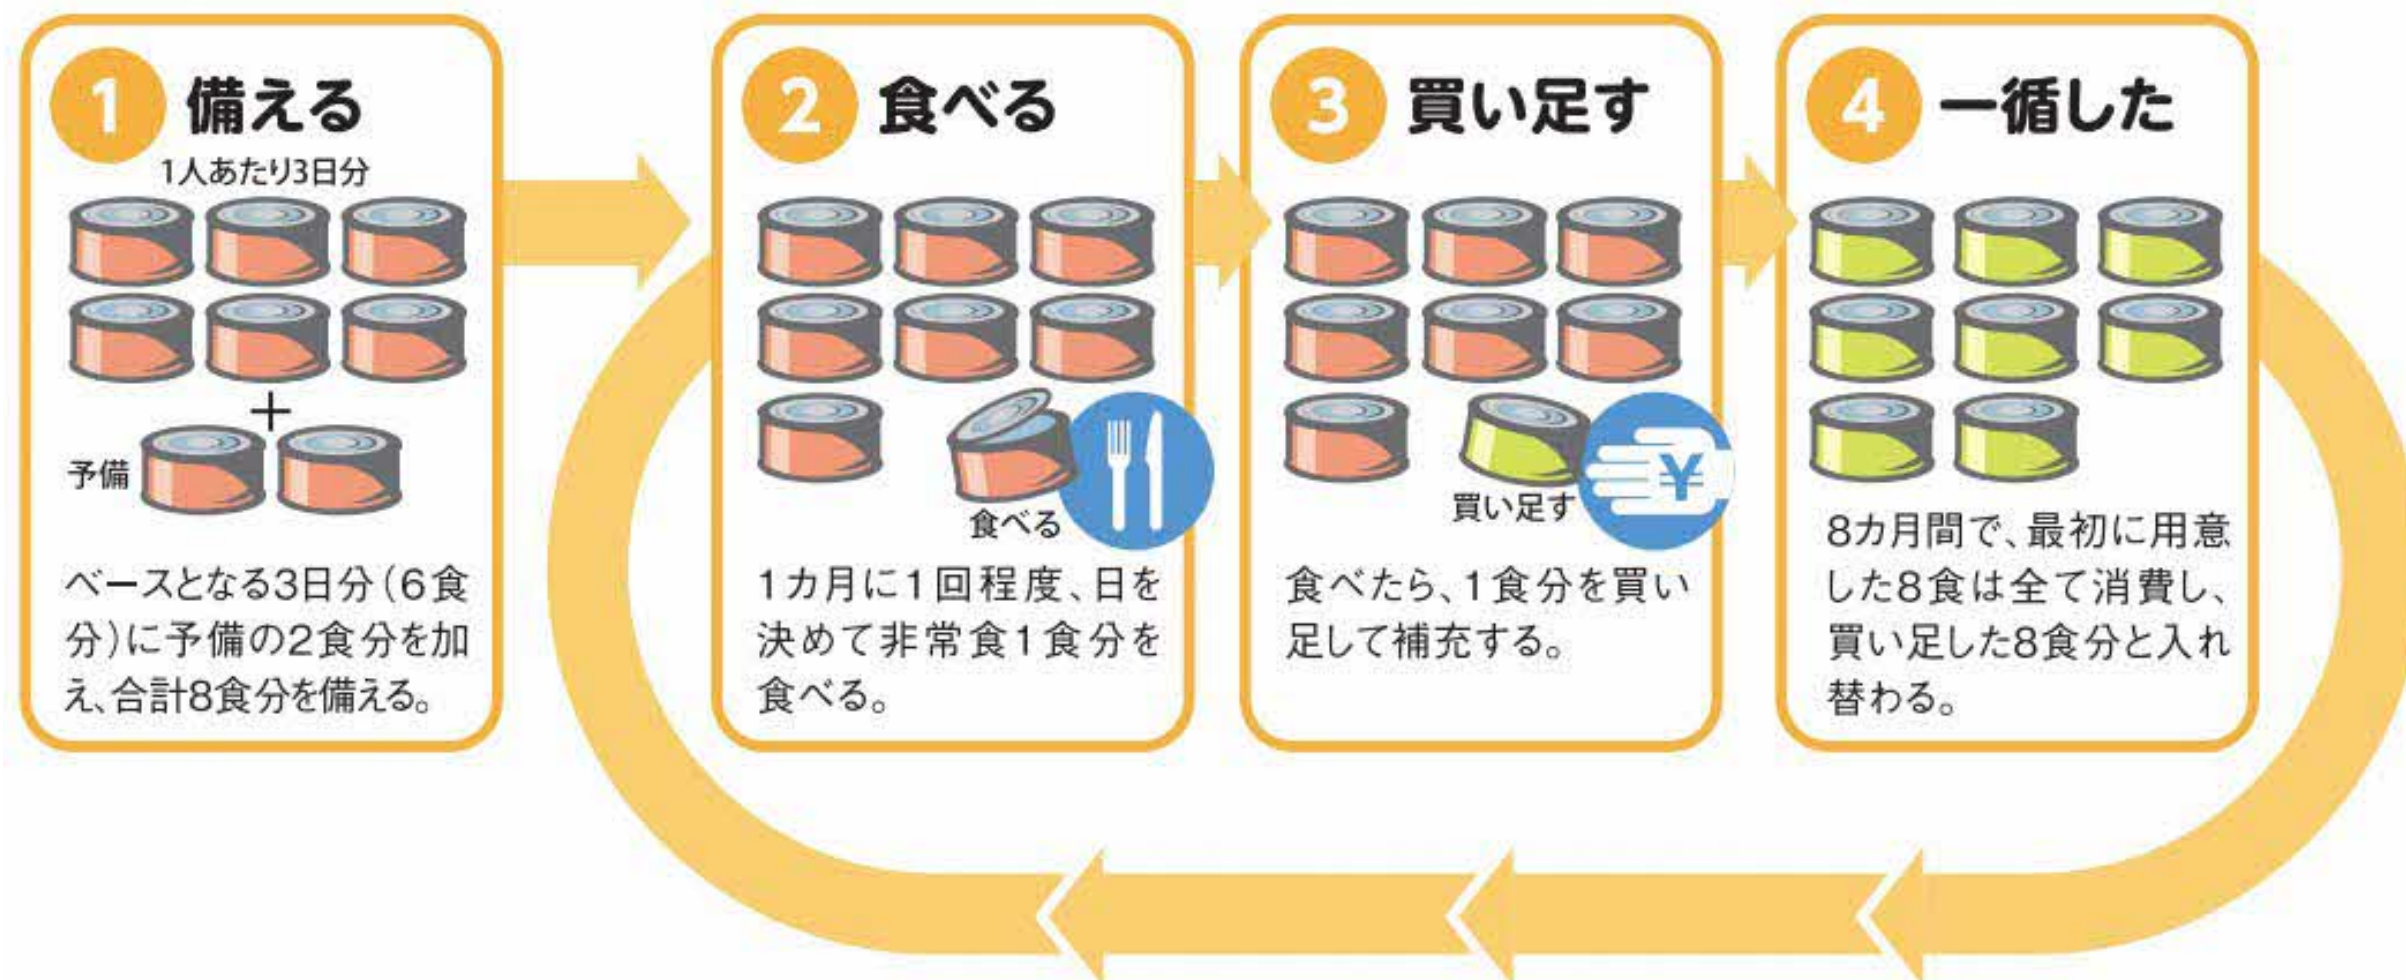 1 備える
1人あたり3日分
+
予備
ベースとなる3日分(6食
分)に予備の2食分を加
え、合計8食分を備える。
2 食べる
食べる
1カ月に1回程度、日を
決めて非常食1食分を
食べる。
3 買い足す
¥
買い足す
食べたら、1食分を買い
足して補充する。
4 一循した
8カ月間で、最初に用意
した8食は全て消費し、
買い足した8食分と入れ
替わる。